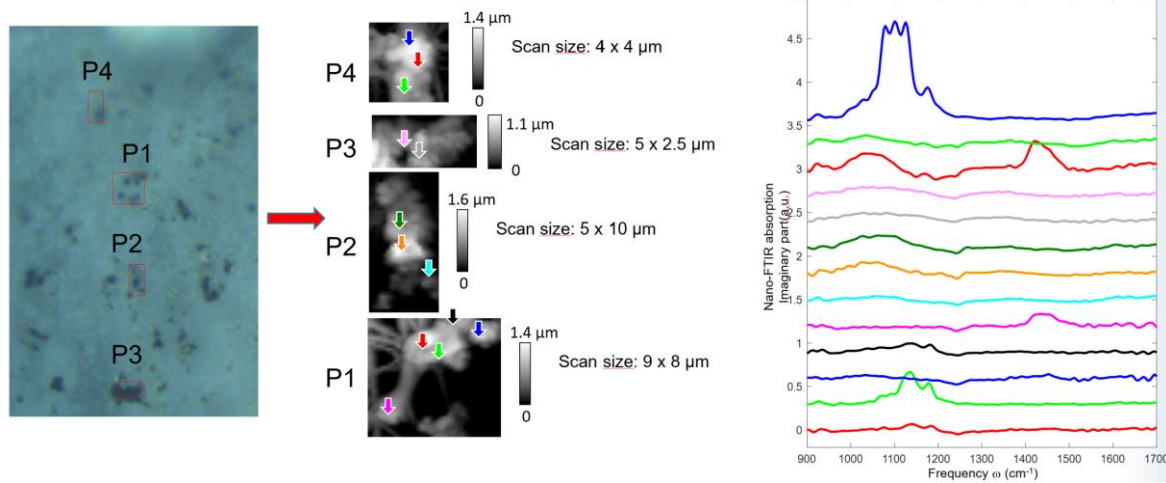 P4
P1
P2
P3
P4
1.4 µm
0
Scan size: 4 x 4 µm
P3
1.1 µm
0
Scan size: 5 x 2.5 µm
P2
1.6 µm
0
Scan size: 5 x 10 µm
P1
1.4 µm
0
Scan size: 9 x 8 µm
Nano-FTIR absorption
Imaginary part(a.u.)
4.5
4
3.5
3
2.5
2
1.5
1
0.5
0
900 1000 1100 1200 1300 1400 1500 1600 1700
Frequency ω (cm⁻¹)